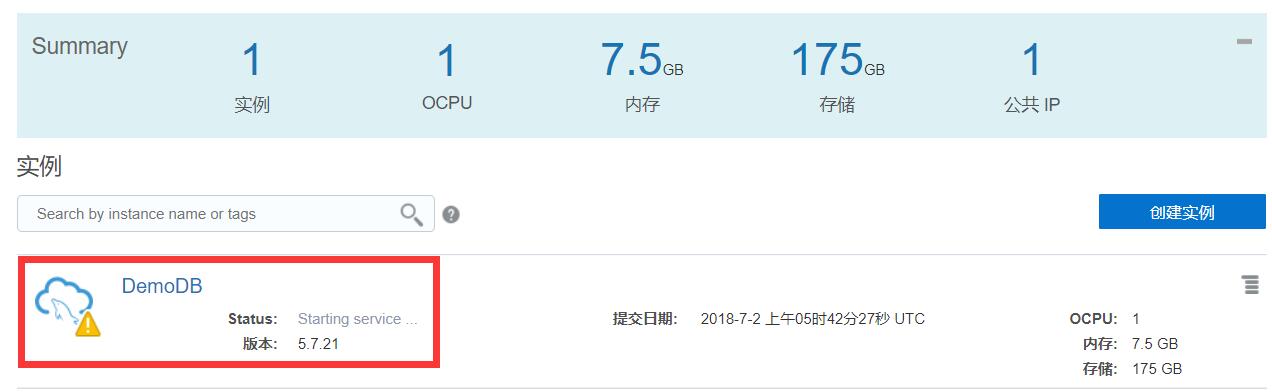 Summary
1
1
7.5GB
175GB
1
实例
OCPU
内存
存储
公共 IP
实例
Search by instance name or tags
?
创建实例
DemoDB
Status: Starting service ...
提交日期: 2018-7-2 上午05时42分27秒 UTC
OCPU: 1
版本: 5.7.21
内存: 7.5 GB
存储: 175 GB